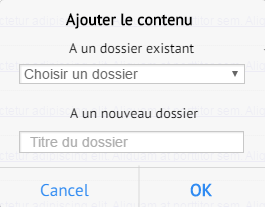 Ajouter le contenu
A un dossier existant
Choisir un dossier
A un nouveau dossier
Titre du dossier
Cancel OK